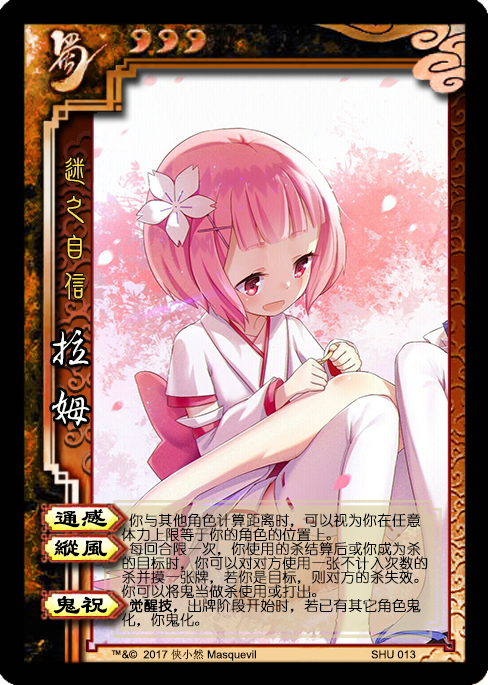 蜀
迷之自信
拉姆
通感
你与其他角色计算距离时，可以视为你在任意
体力上限等于你的角色的位置上。
縱風
每回合限一次，你使用的杀结算后或你成为杀
的目标时，你可以对对方使用一张不计入次数的
杀并摸一张牌，若你是目标，则对方的杀失效。
你可以将鬼当做杀使用或打出。
鬼祝
觉醒技，出牌阶段开始时，若已有其它角色鬼
化，你鬼化。
™&© 2017 侠小然 Masquevil
SHU 013